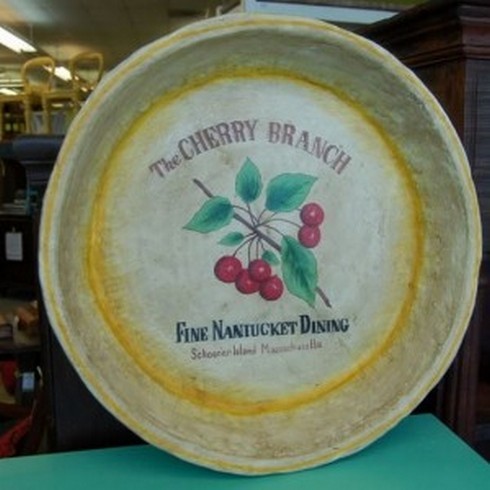 The CHERRY BRANCH
FINE NANTUCKET DINING
Schooner Island Massachusetts